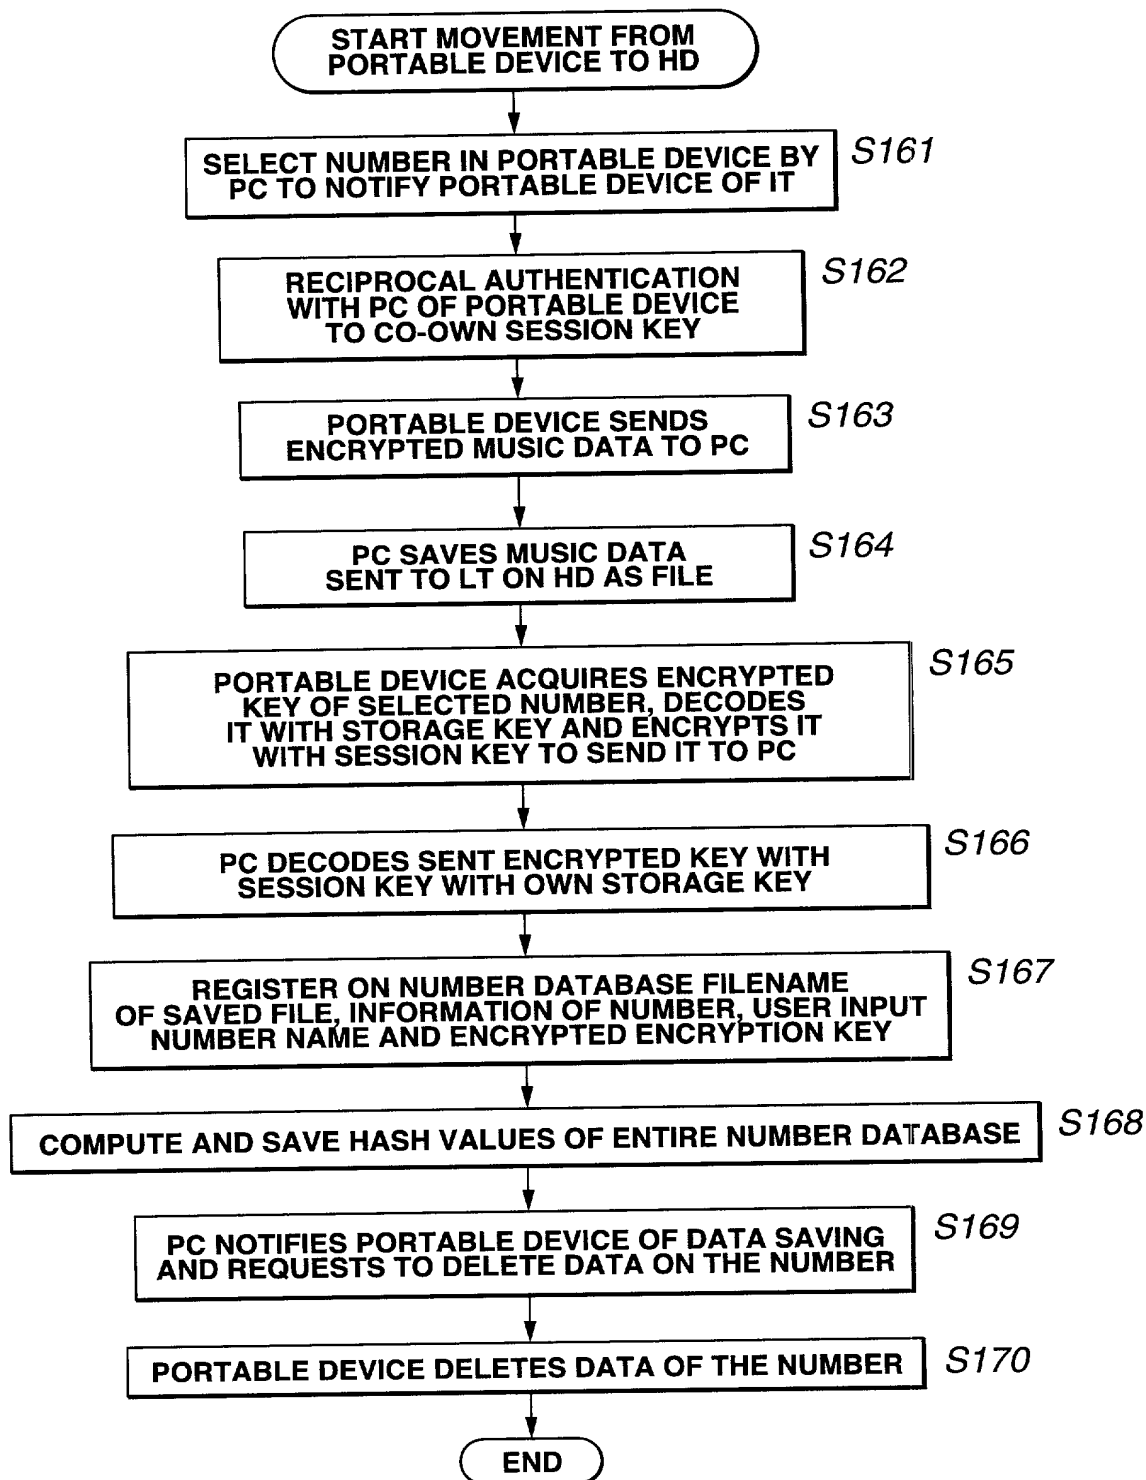 START MOVEMENT FROM
PORTABLE DEVICE TO HD
SELECT NUMBER IN PORTABLE DEVICE BY
PC TO NOTIFY PORTABLE DEVICE OF IT
S161
RECIPROCAL AUTHENTICATION
WITH PC OF PORTABLE DEVICE
TO CO-OWN SESSION KEY
S162
PORTABLE DEVICE SENDS
ENCRYPTED MUSIC DATA TO PC
S163
PC SAVES MUSIC DATA
SENT TO LT ON HD AS FILE
S164
PORTABLE DEVICE ACQUIRES ENCRYPTED
KEY OF SELECTED NUMBER, DECODES
IT WITH STORAGE KEY AND ENCRYPTS IT
WITH SESSION KEY TO SEND IT TO PC
S165
PC DECODES SENT ENCRYPTED KEY WITH
SESSION KEY WITH OWN STORAGE KEY
S166
REGISTER ON NUMBER DATABASE FILENAME
OF SAVED FILE, INFORMATION OF NUMBER, USER INPUT
NUMBER NAME AND ENCRYPTED ENCRYPTION KEY
S167
COMPUTE AND SAVE HASH VALUES OF ENTIRE NUMBER DATABASE
S168
PC NOTIFIES PORTABLE DEVICE OF DATA SAVING
AND REQUESTS TO DELETE DATA ON THE NUMBER
S169
PORTABLE DEVICE DELETES DATA OF THE NUMBER
S170
END